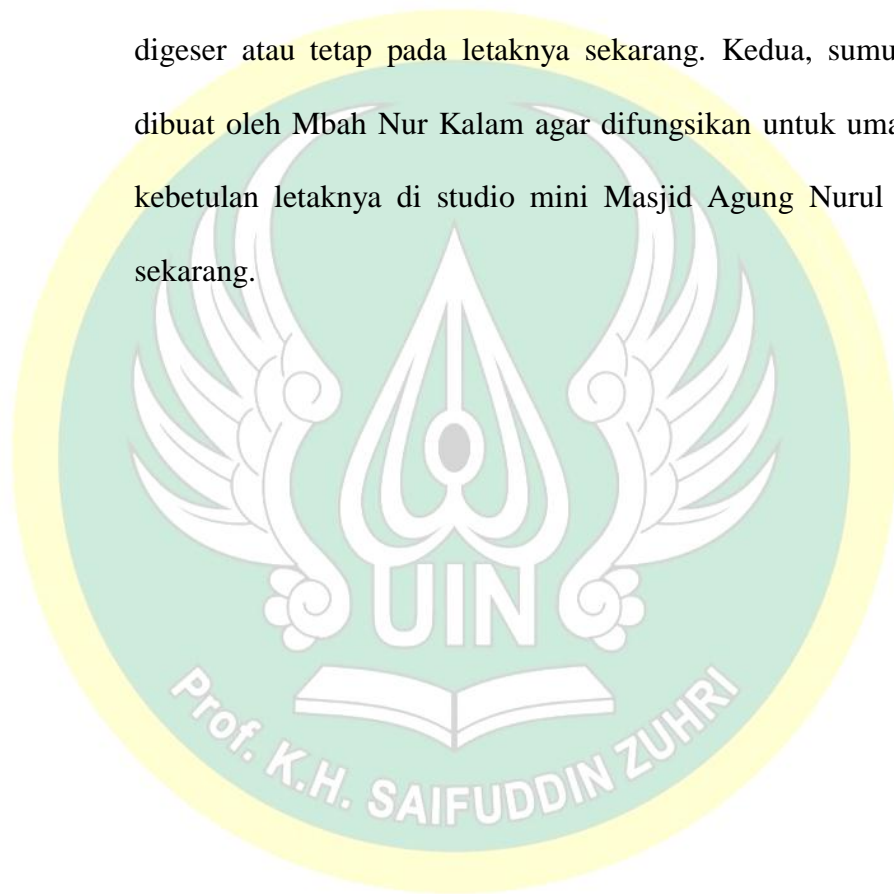 digeser atau tetap pada letaknya sekarang. Kedua, sumu
dibuat oleh Mbah Nur Kalam agar difungsikan untuk uma
kebetulan letaknya di studio mini Masjid Agung Nurul
sekarang.
UIN
Prof. K.H. SAIFUDDIN ZUHRI